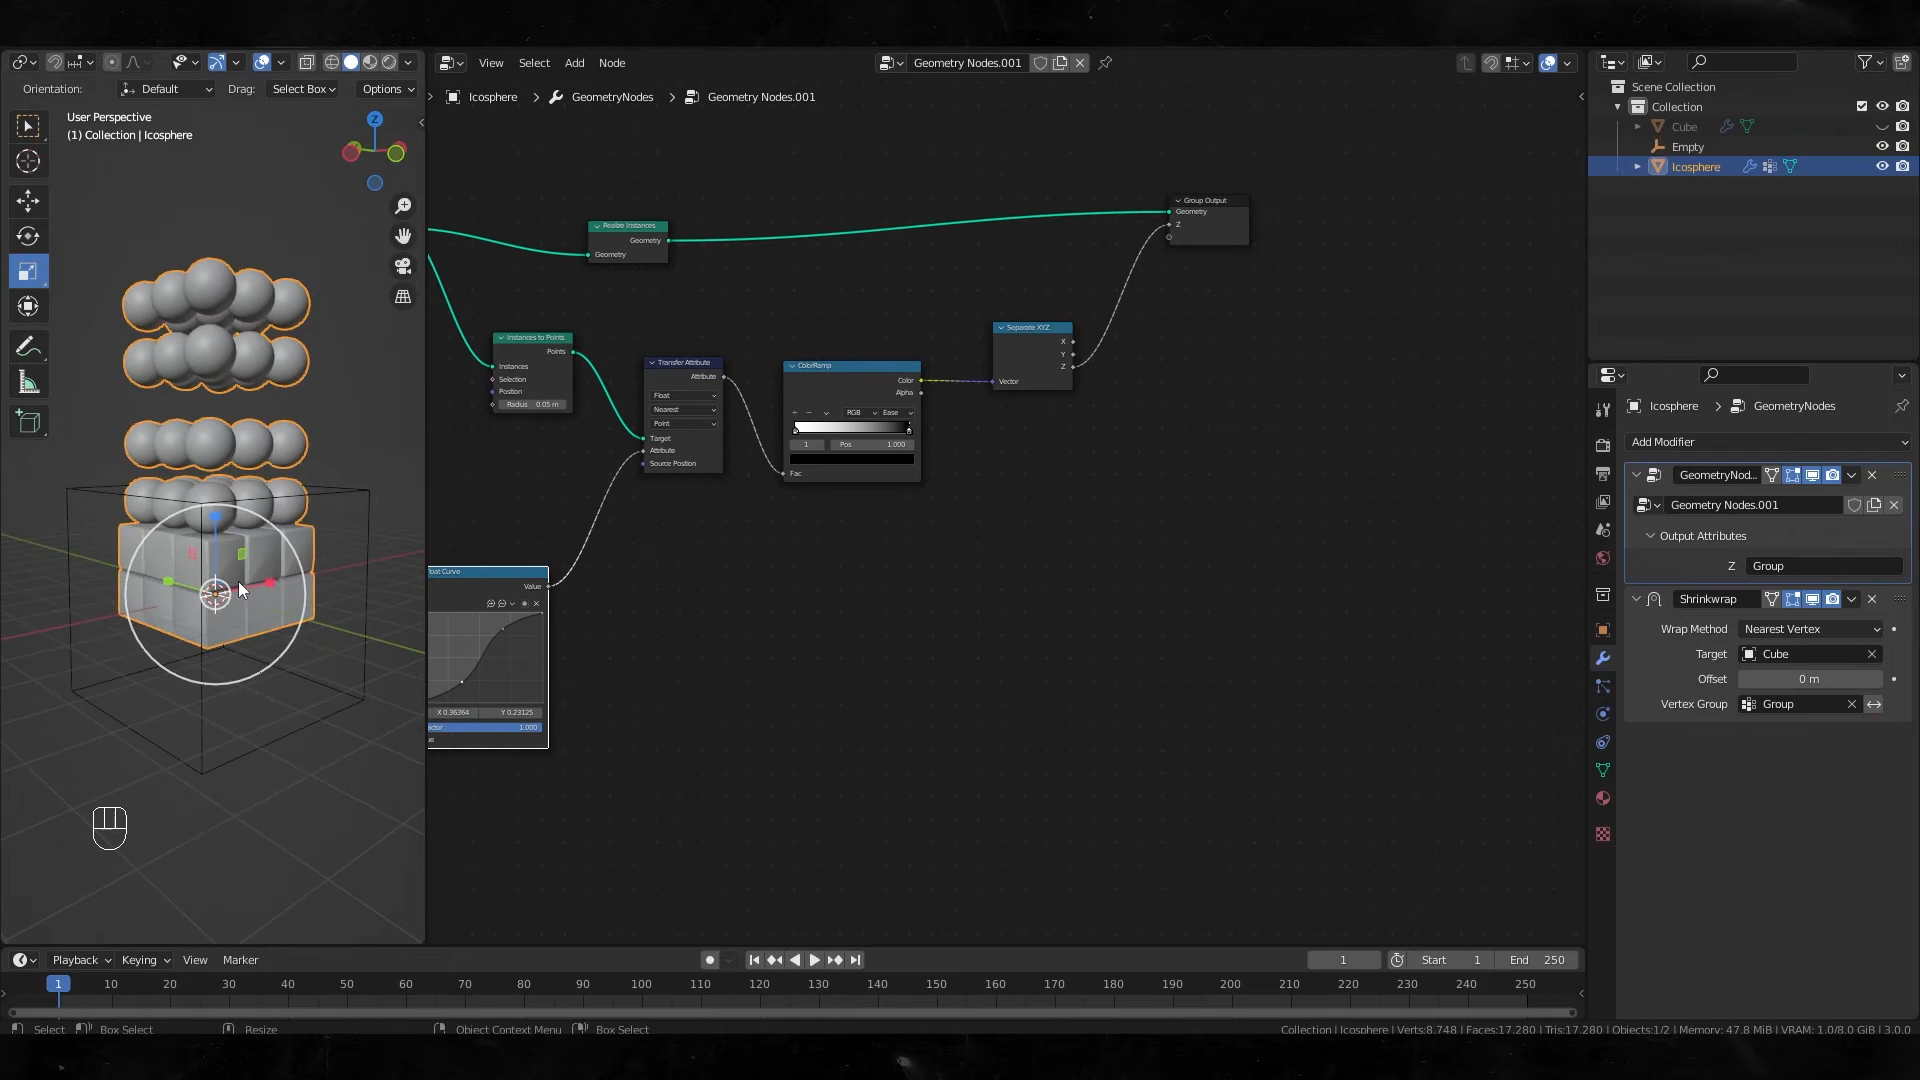 View Select Add Node
Geometry Nodes.001
Orientation: Default Drag: Select Box Options
Icosphere > GeometryNodes > Geometry Nodes.001
User Perspective
(1) Collection | Icosphere
Z
Realize Instances
Geometry
Geometry
Group Output
Geometry
Z
Instances to Points
Points
Instances
Selection
Position
Radius 0.05 m
Transfer Attribute
Attribute
Float
Nearest
Point
Target
Attribute
Source Position
ColorRamp
Color
Alpha
RGB Ease
1 Pos 1.000
Fac
Separate XYZ
X
Y
Z
Vector
Value
X 0.36364 Y 0.23125
1.000
Scene Collection
Collection
Cube
Empty
Icosphere
Icosphere > GeometryNodes
Add Modifier
GeometryNod...
Geometry Nodes.001
Output Attributes
Z Group
Shrinkwrap
Wrap Method Nearest Vertex
Target Cube
Offset 0 m
Vertex Group Group
Playback Keying View Marker
1 Start 1 End 250
1 10 20 30 40 50 60 70 80 90 100 110 120 130 140 150 160 170 180 190 200 210 220 230 240 250
Select Box Select Resize Object Context Menu Box Select
Collection | Icosphere | Verts:8.748 | Faces:17.280 | Tris:17.280 | Objects:1/2 | Memory: 47.8 MiB | VRAM: 1.0/8.0 GiB | 3.0.0